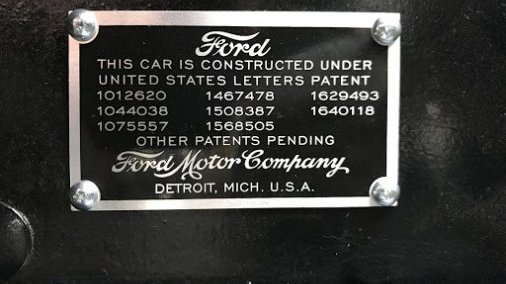 Ford
THIS CAR IS CONSTRUCTED UNDER
UNITED STATES LETTERS PATENT
1012620 1467478 1629493
1044038 1508387 1640118
1075557 1568505
OTHER PATENTS PENDING
Ford Motor Company
DETROIT, MICH. U.S.A.